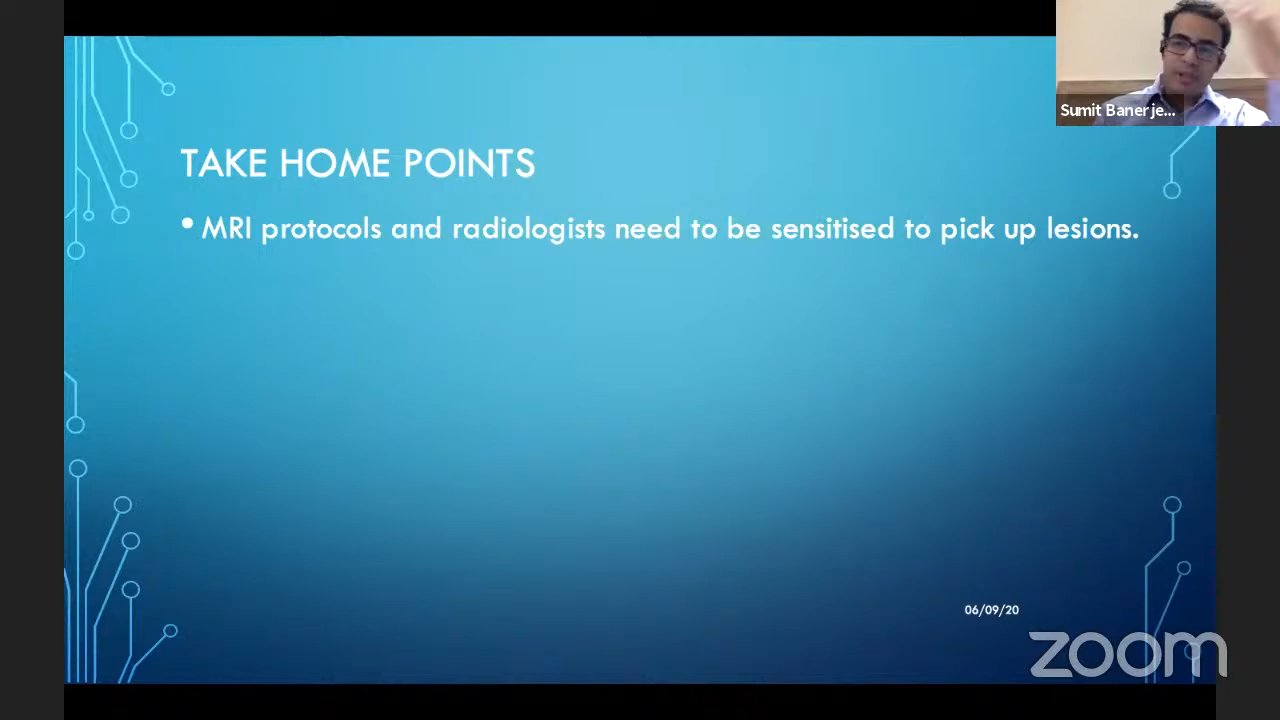 Sumit Banerje...
TAKE HOME POINTS
• MRI protocols and radiologists need to be sensitised to pick up lesions.
06/09/20
zoom